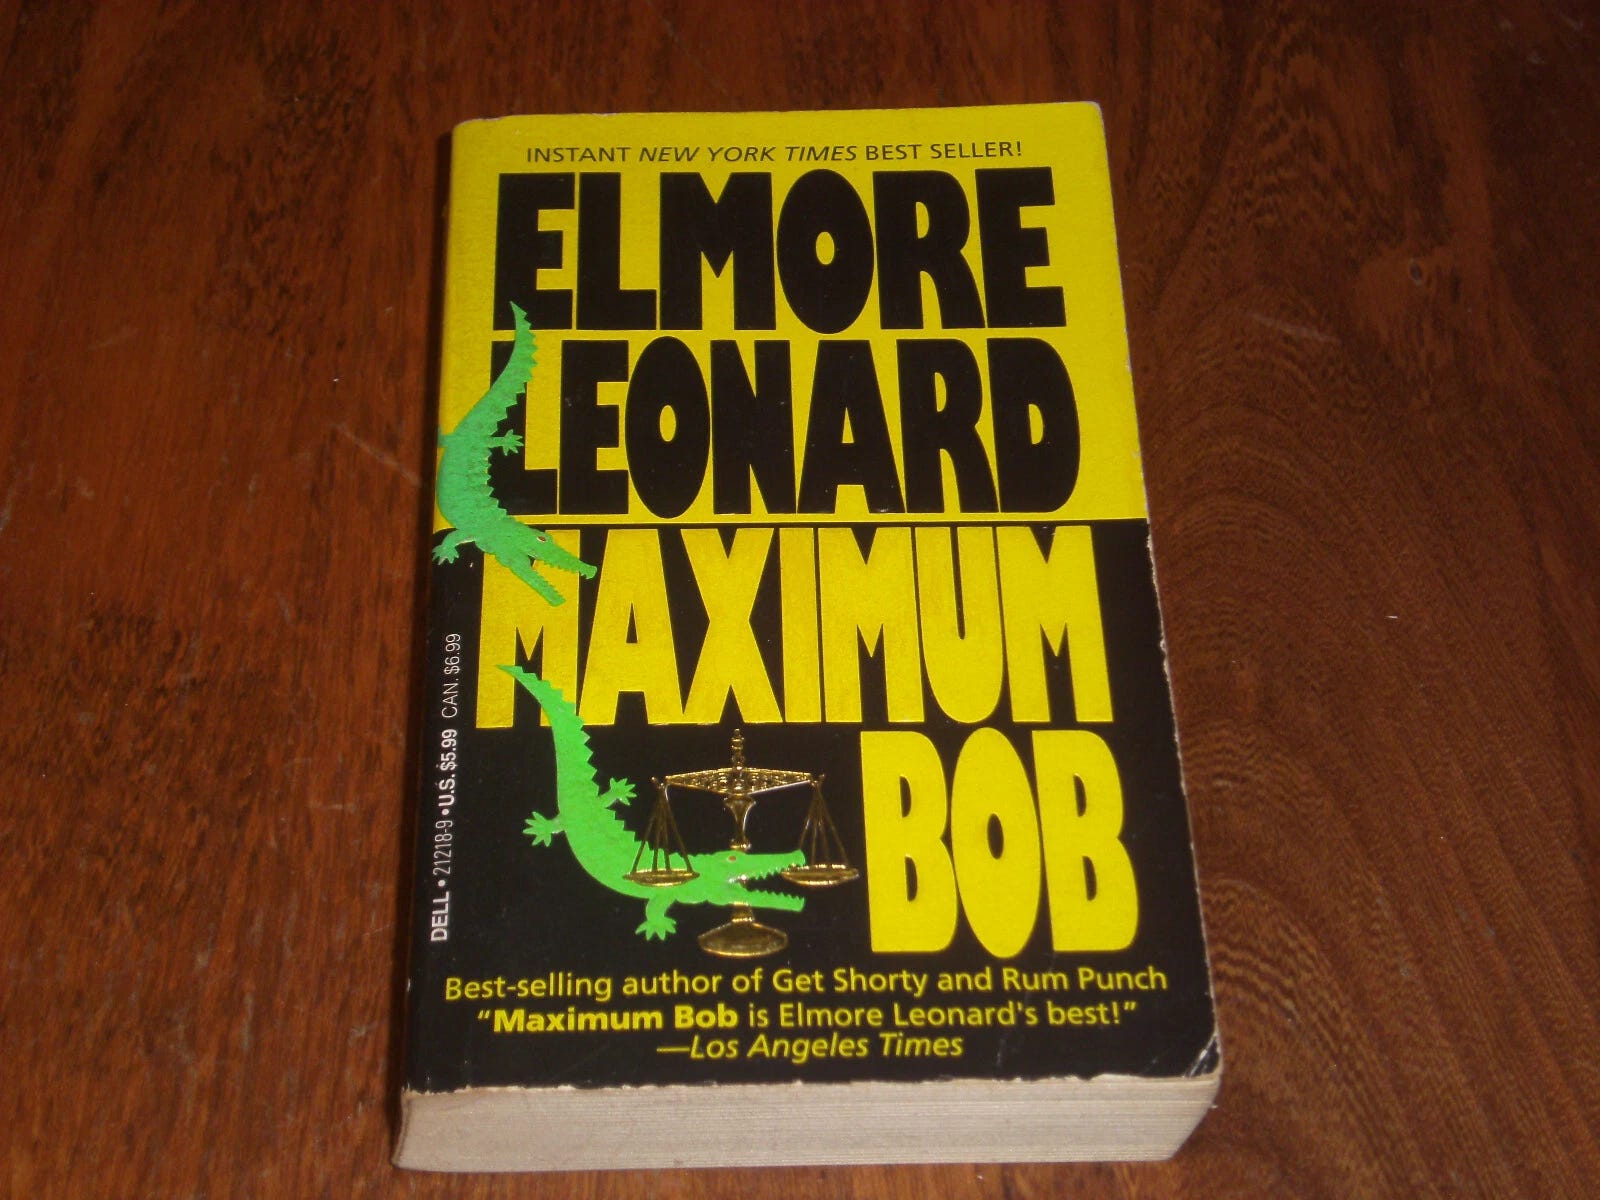 INSTANT NEW YORK TIMES BEST SELLER!
ELMORE
LEONARD
MAXIMUM
BOB
DELL • 21218-9 • U.S. $5.99 CAN. $6.99
Best-selling author of Get Shorty and Rum Punch
“Maximum Bob is Elmore Leonard's best!”
—Los Angeles Times